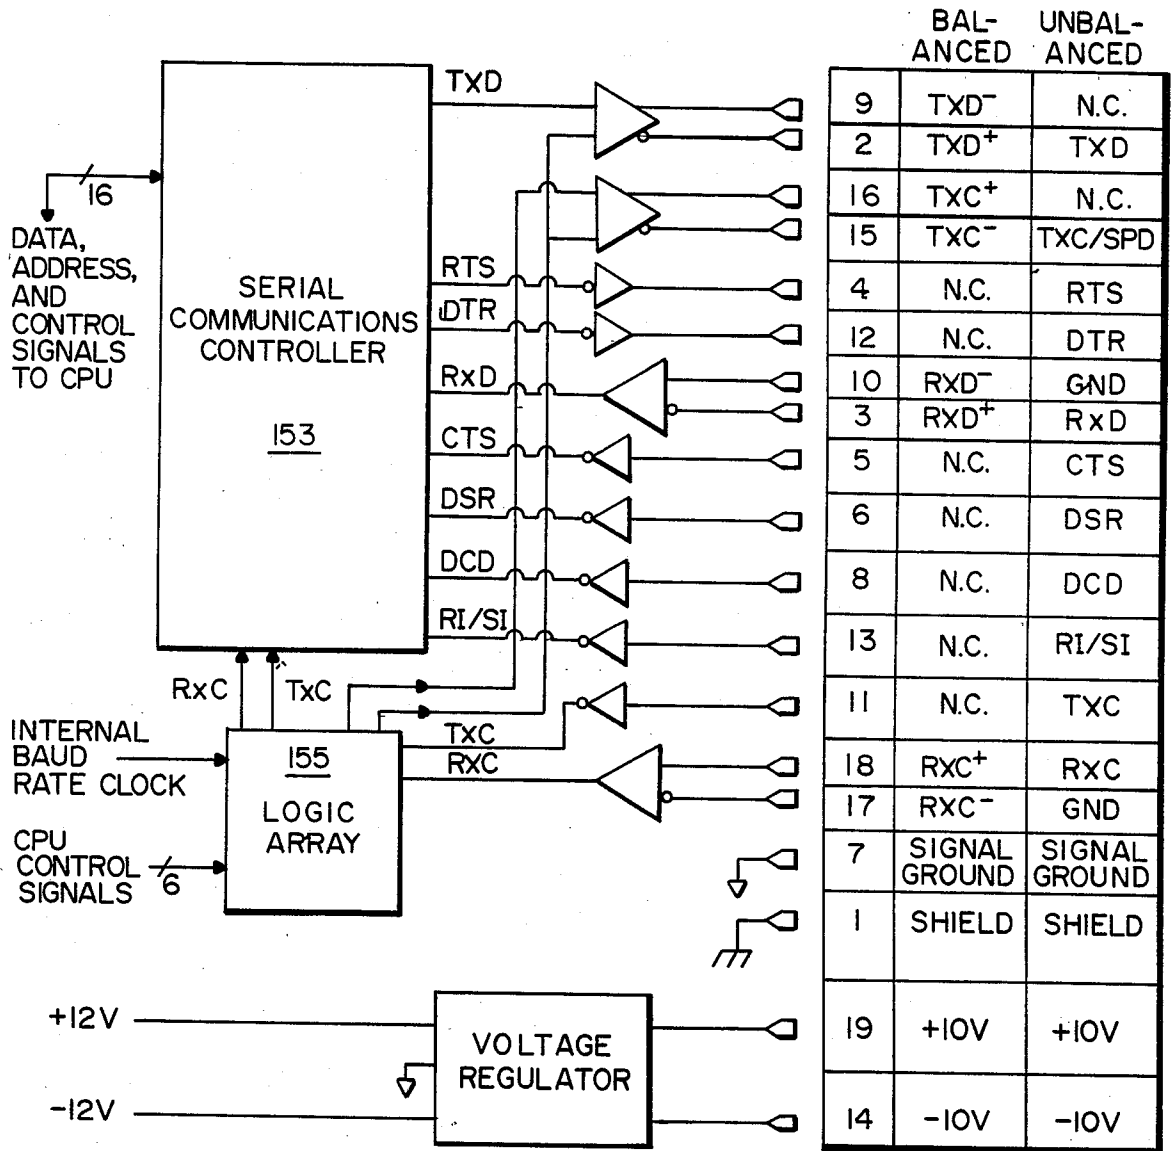 BAL-
ANCED
UNBAL-
ANCED
TXD
9 TXD⁻ N.C.
2 TXD⁺ TXD
16
16 TXC⁺ N.C.
15 TXC⁻ TXC/SPD
DATA,
ADDRESS,
AND
CONTROL
SIGNALS
TO CPU
SERIAL
COMMUNICATIONS
CONTROLLER
153
RTS
4 N.C. RTS
DTR
12 N.C. DTR
RxD
10 RXD⁻ GND
3 RXD⁺ RxD
CTS
5 N.C. CTS
DSR
6 N.C. DSR
DCD
8 N.C. DCD
RI/SI
13 N.C. RI/SI
RxC TxC
11 N.C. TXC
TxC
RXC
INTERNAL
BAUD
RATE CLOCK
155
LOGIC
ARRAY
18 RXC⁺ RXC
17 RXC⁻ GND
CPU
CONTROL
SIGNALS
6
7 SIGNAL GROUND SIGNAL GROUND
1 SHIELD SHIELD
+12V
VOLTAGE
REGULATOR
-12V
19 +10V +10V
14 -10V -10V